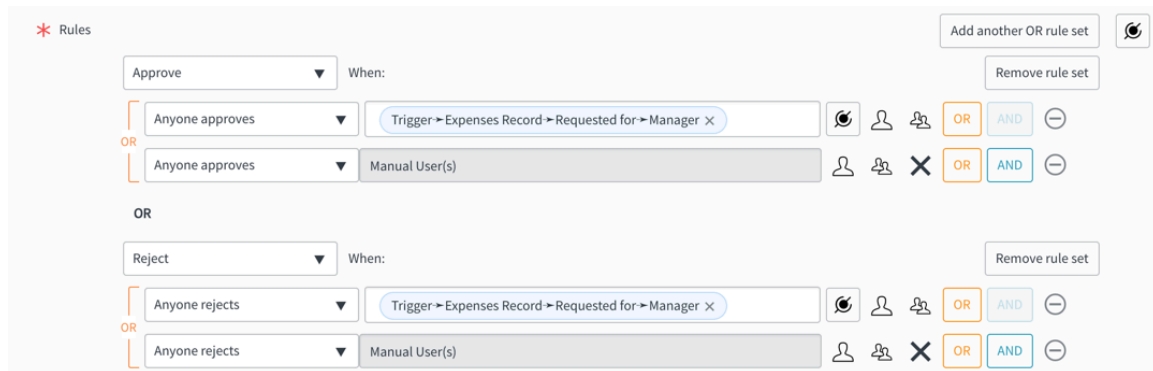 * Rules Add another OR rule set
Approve When: Remove rule set
Anyone approves Trigger➛Expenses Record➛Requested for➛Manager × OR AND
OR
Anyone approves Manual User(s) OR AND
OR
Reject When: Remove rule set
Anyone rejects Trigger➛Expenses Record➛Requested for➛Manager × OR AND
OR
Anyone rejects Manual User(s) OR AND